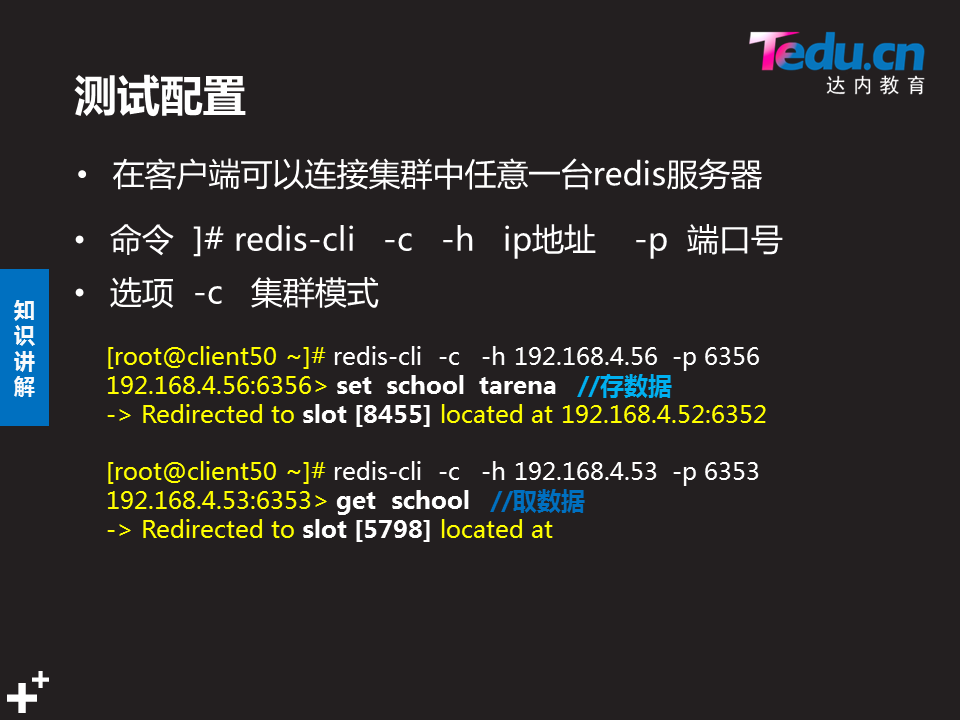 Tedu.cn
达内教育
测试配置
• 在客户端可以连接集群中任意一台redis服务器
• 命令 ]# redis-cli -c -h ip地址 -p 端口号
• 选项 -c 集群模式
知识讲解
[root@client50 ~]# redis-cli -c -h 192.168.4.56 -p 6356
192.168.4.56:6356> set school tarena //存数据
-> Redirected to slot [8455] located at 192.168.4.52:6352
[root@client50 ~]# redis-cli -c -h 192.168.4.53 -p 6353
192.168.4.53:6353> get school //取数据
-> Redirected to slot [5798] located at